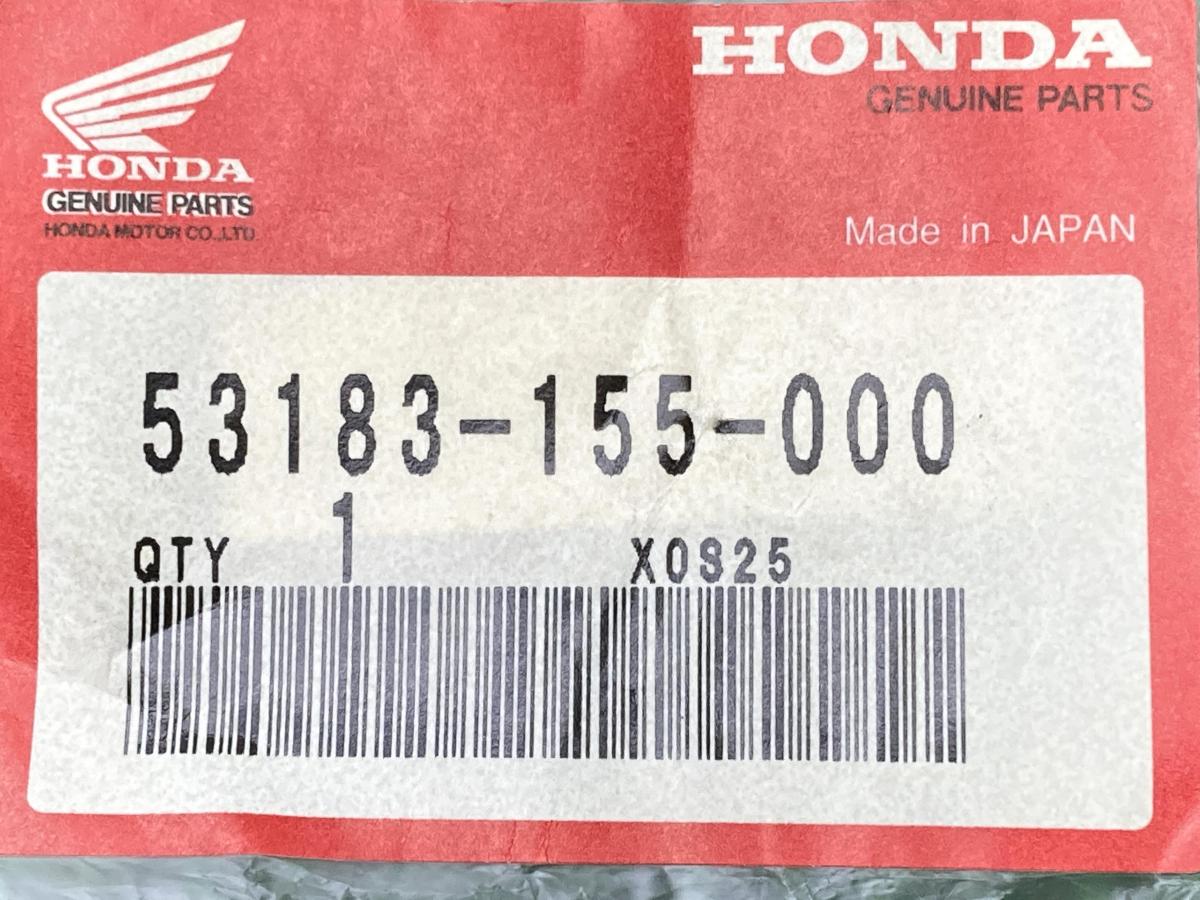 HONDA
GENUINE PARTS
HONDA
GENUINE PARTS
HONDA MOTOR CO.,LTD.
Made in JAPAN
53183-155-000
QTY 1 X0S25